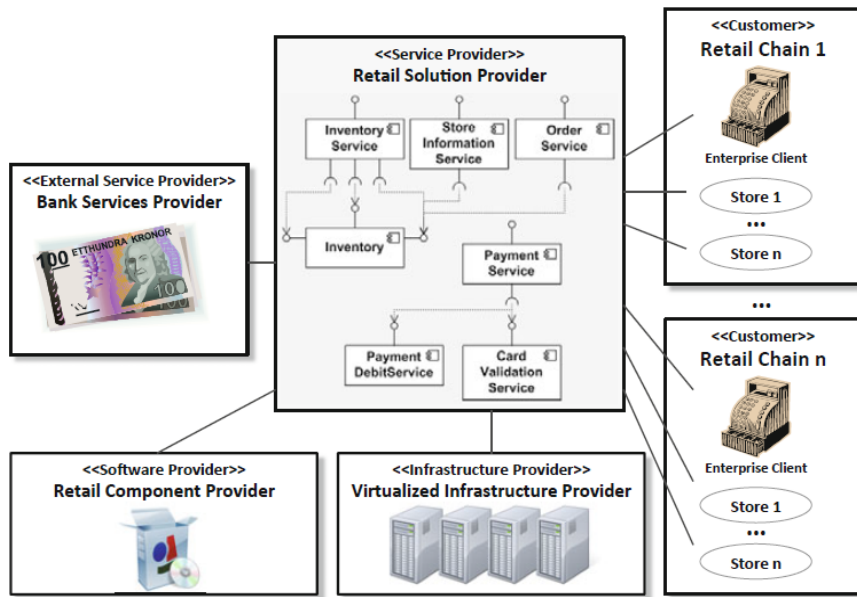 <<Service Provider>>
Retail Solution Provider
Inventory
Service
Store
Information
Service
Order
Service
Inventory
Payment
Service
Payment
DebitService
Card
Validation
Service
<<External Service Provider>>
Bank Services Provider
100 ETTHUNDRA KRONOR
100
100
<<Software Provider>>
Retail Component Provider
<<Infrastructure Provider>>
Virtualized Infrastructure Provider
<<Customer>>
Retail Chain 1
Enterprise Client
Store 1
...
Store n
...
<<Customer>>
Retail Chain n
Enterprise Client
Store 1
...
Store n